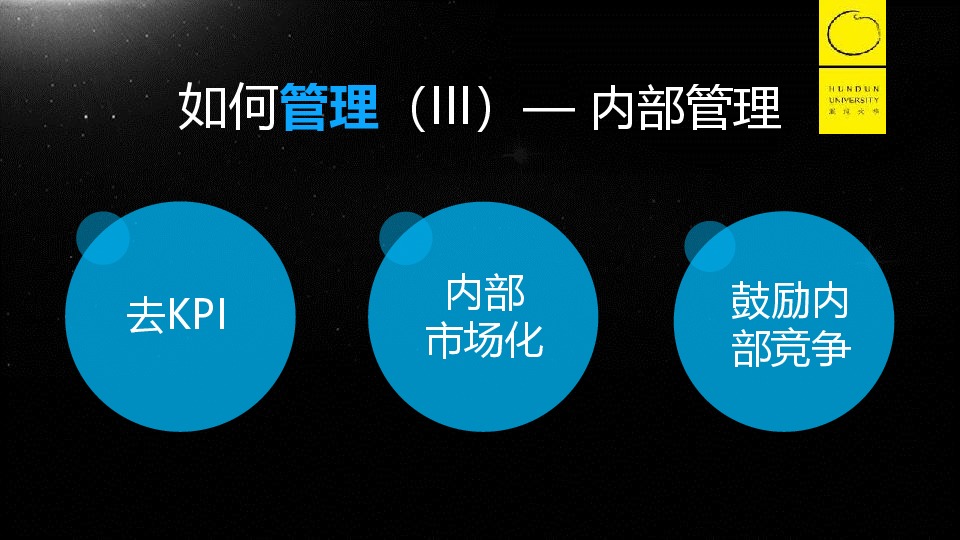 如何管理（III）— 内部管理
HUNDUN
UNIVERSITY
混沌大学
去KPI
内部
市场化
鼓励内
部竞争